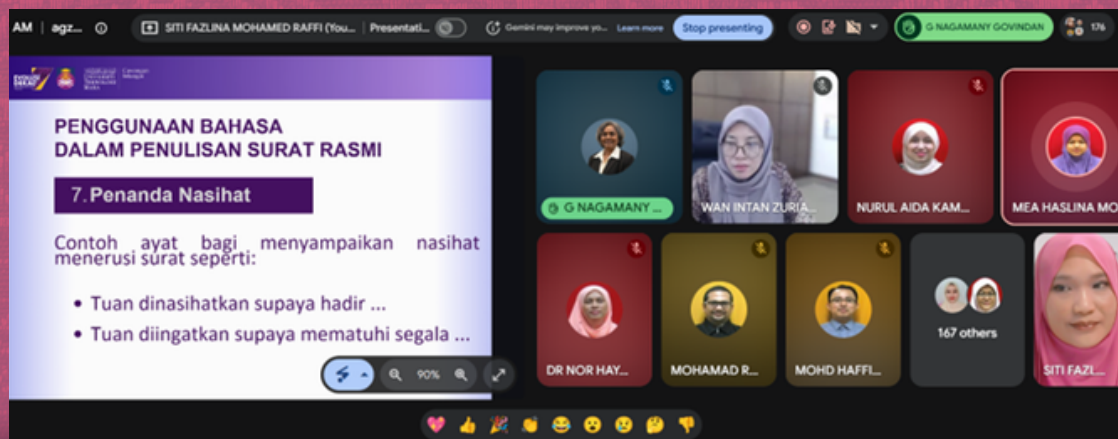 AM | agz...
SITI FAZLINA MOHAMED RAFFI (You... | Presentati...
Gemini may improve yo... Learn more
Stop presenting
G NAGAMANY GOVINDAN
176
UNIVERSITI
TEKNOLOGI
MARA
PENGGUNAAN BAHASA
DALAM PENULISAN SURAT RASMI
7. Penanda Nasihat
Contoh ayat bagi menyampaikan nasihat
menerusi surat seperti:
• Tuan dinasihatkan supaya hadir ...
• Tuan diingatkan supaya mematuhi segala ...
90%
G NAGAMANY ...
WAN INTAN ZURIA...
NURUL AIDA KAM...
MEA HASLINA MO
DR NOR HAY...
MOHAMAD R...
MOHD HAFFI...
167 others
SITI FAZL...